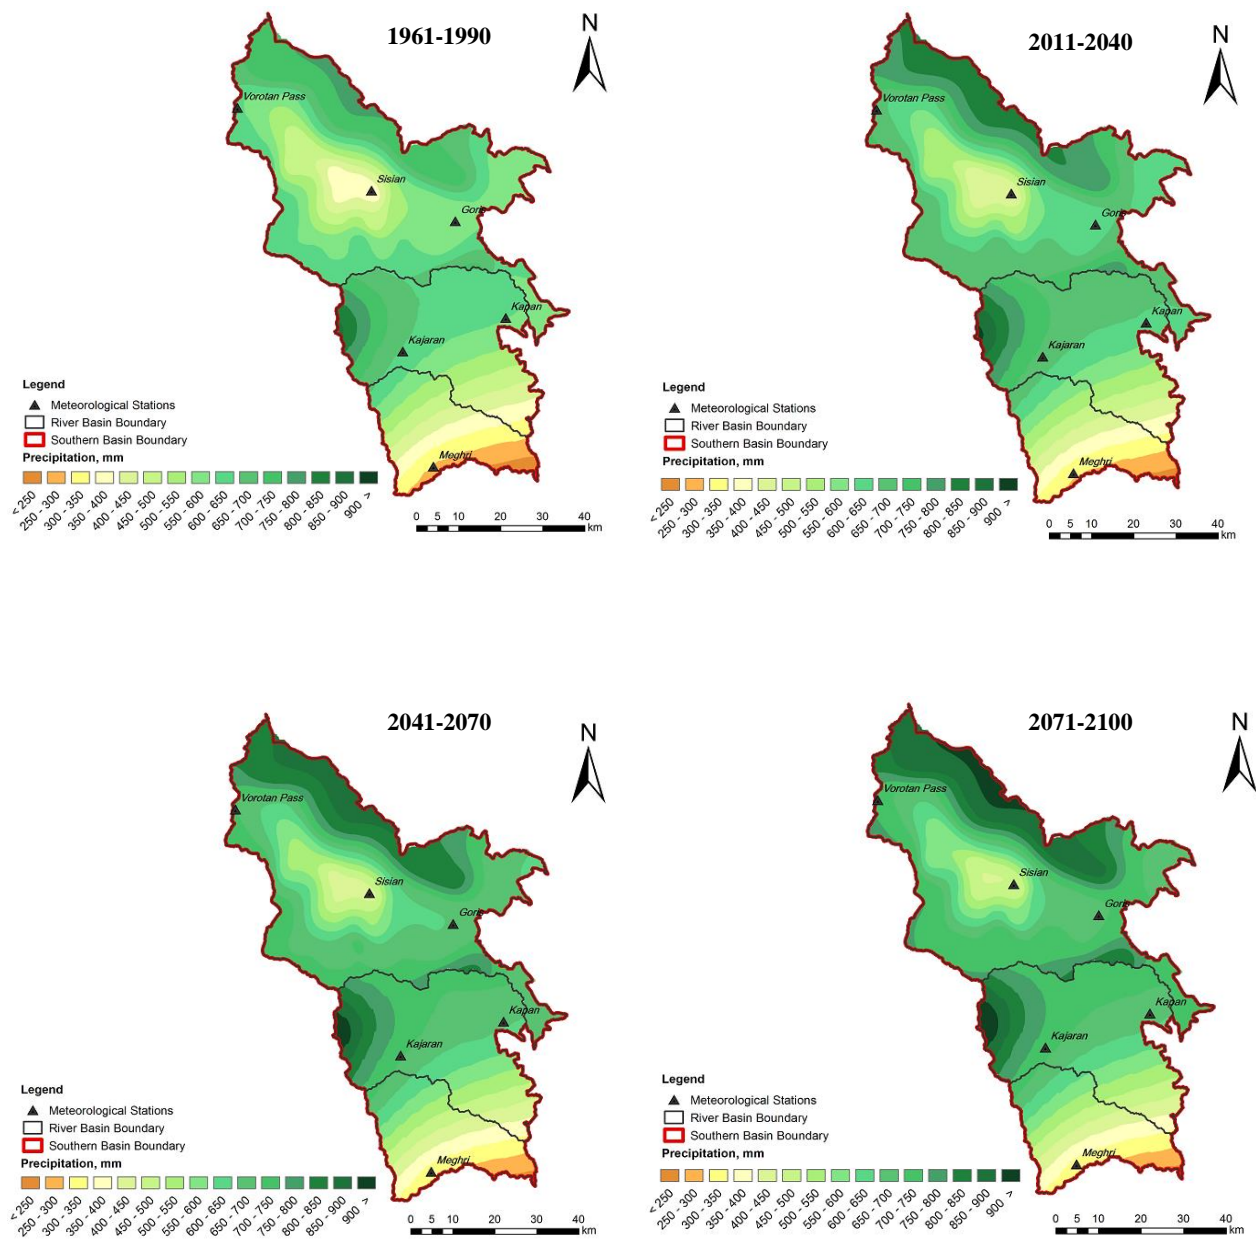 1961-1990
N
Vorotan Pass
Sisian
Goris
Kapan
Kajaran
Meghri
Legend
Meteorological Stations
River Basin Boundary
Southern Basin Boundary
Precipitation, mm
< 250
250 - 300
300 - 350
350 - 400
400 - 450
450 - 500
500 - 550
550 - 600
600 - 650
650 - 700
700 - 750
750 - 800
800 - 850
850 - 900
900 >
0 5 10 20 30 40
km
2011-2040
N
Vorotan Pass
Sisian
Goris
Kapan
Kajaran
Meghri
Legend
Meteorological Stations
River Basin Boundary
Southern Basin Boundary
Precipitation, mm
< 250
250 - 300
300 - 350
350 - 400
400 - 450
450 - 500
500 - 550
550 - 600
600 - 650
650 - 700
700 - 750
750 - 800
800 - 850
850 - 900
900 >
0 5 10 20 30 40
km
2041-2070
N
Vorotan Pass
Sisian
Goris
Kapan
Kajaran
Meghri
Legend
Meteorological Stations
River Basin Boundary
Southern Basin Boundary
Precipitation, mm
< 250
250 - 300
300 - 350
350 - 400
400 - 450
450 - 500
500 - 550
550 - 600
600 - 650
650 - 700
700 - 750
750 - 800
800 - 850
850 - 900
900 >
0 5 10 20 30 40
km
2071-2100
N
Vorotan Pass
Sisian
Goris
Kapan
Kajaran
Meghri
Legend
Meteorological Stations
River Basin Boundary
Southern Basin Boundary
Precipitation, mm
< 250
250 - 300
300 - 350
350 - 400
400 - 450
450 - 500
500 - 550
550 - 600
600 - 650
650 - 700
700 - 750
750 - 800
800 - 850
850 - 900
900 >
0 5 10 20 30 40
km